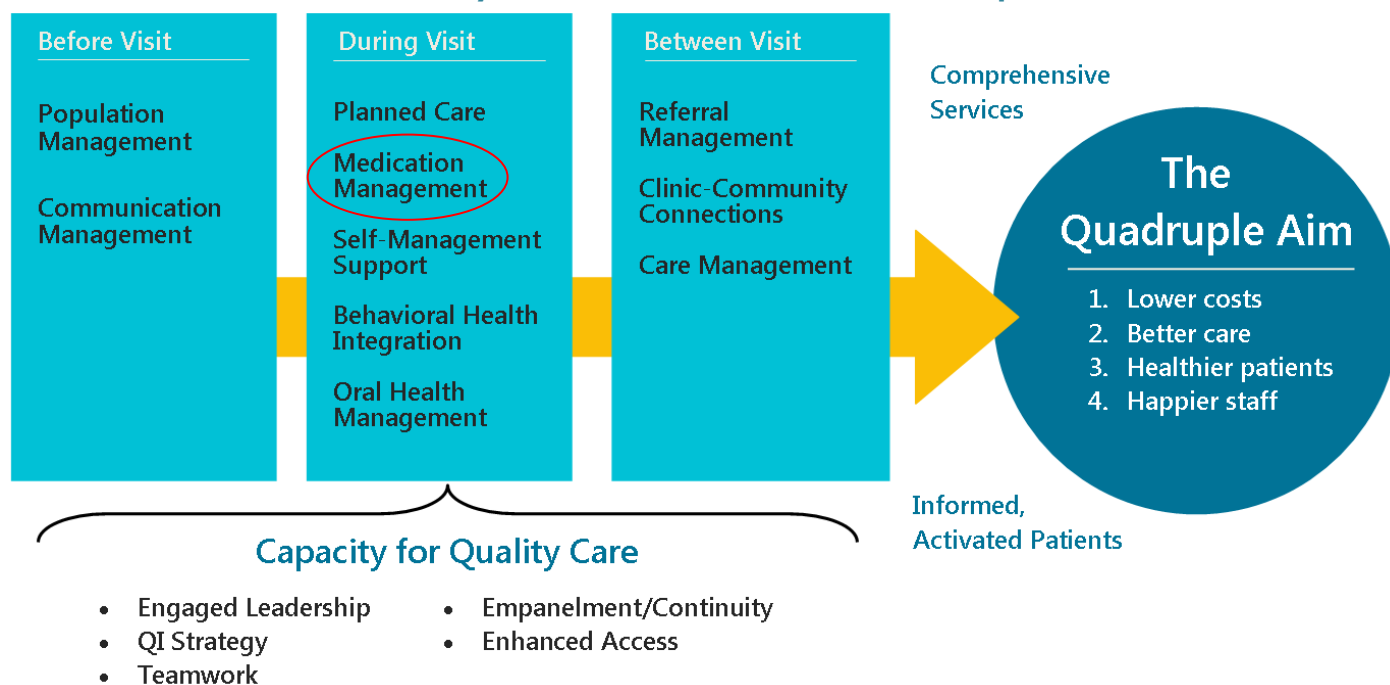 Before Visit
Population
Management
Communication
Management
During Visit
Planned Care
Medication
Management
Self-Management
Support
Behavioral Health
Integration
Oral Health
Management
Between Visit
Referral
Management
Clinic-Community
Connections
Care Management
Comprehensive
Services
The
Quadruple Aim
1. Lower costs
2. Better care
3. Healthier patients
4. Happier staff
Informed,
Activated Patients
Capacity for Quality Care
• Engaged Leadership
• QI Strategy
• Teamwork
• Empanelment/Continuity
• Enhanced Access